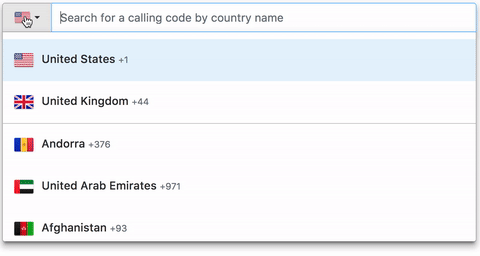 Search for a calling code by country name
United States +1
United Kingdom +44
Andorra +376
United Arab Emirates +971
Afghanistan +93